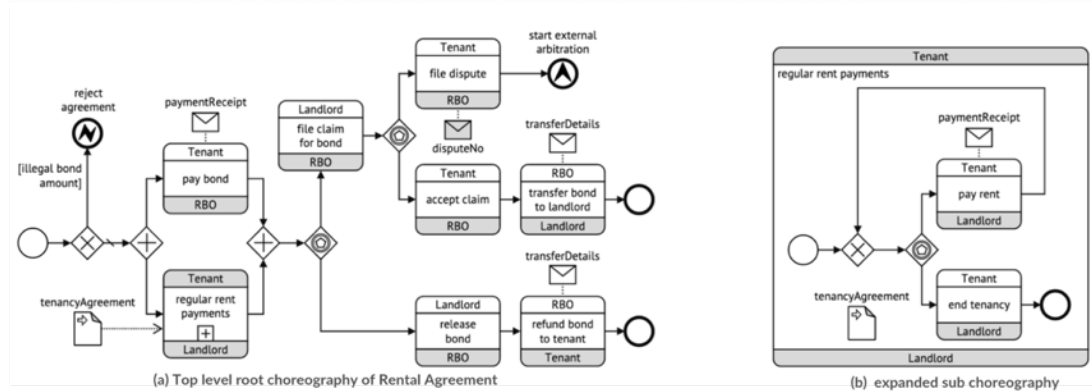 reject
agreement
[illegal bond
amount]
paymentReceipt
Tenant
pay bond
RBO
tenancyAgreement
Tenant
regular rent
payments
Landlord
Landlord
file claim
for bond
RBO
Tenant
file dispute
RBO
disputeNo
start external
arbitration
Tenant
accept claim
RBO
transferDetails
RBO
transfer bond
to landlord
Landlord
Landlord
release
bond
RBO
transferDetails
RBO
refund bond
to tenant
Tenant
(a) Top level root choreography of Rental Agreement
Tenant
regular rent payments
paymentReceipt
Tenant
pay rent
Landlord
tenancyAgreement
Tenant
end tenancy
Landlord
Landlord
(b) expanded sub choreography